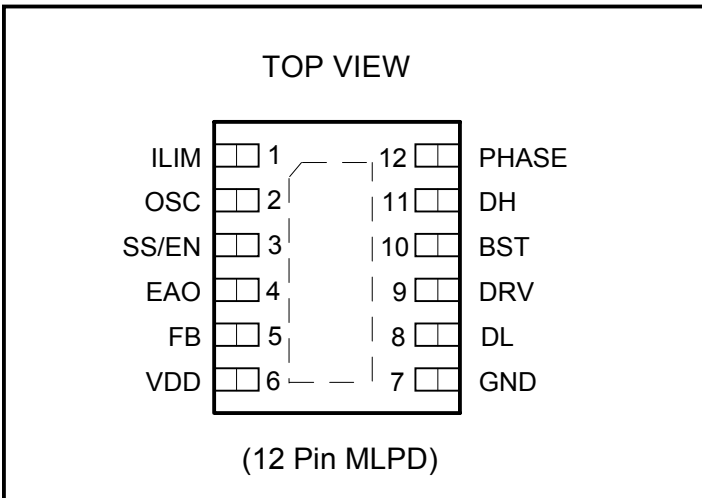 TOP VIEW
ILIM 1 12 PHASE
OSC 2 11 DH
SS/EN 3 10 BST
EAO 4 9 DRV
FB 5 8 DL
VDD 6 7 GND
(12 Pin MLPD)